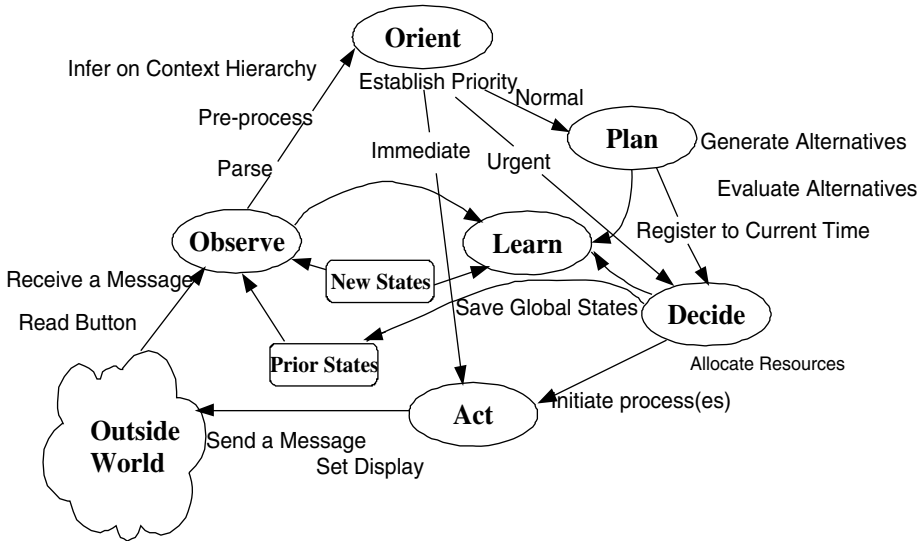 Orient
Infer on Context Hierarchy
Establish Priority
Normal
Pre-process
Plan
Generate Alternatives
Immediate
Urgent
Parse
Evaluate Alternatives
Observe
Learn
Register to Current Time
Receive a Message
New States
Save Global States
Decide
Read Button
Prior States
Allocate Resources
Initiate process(es)
Act
Outside
World
Send a Message
Set Display